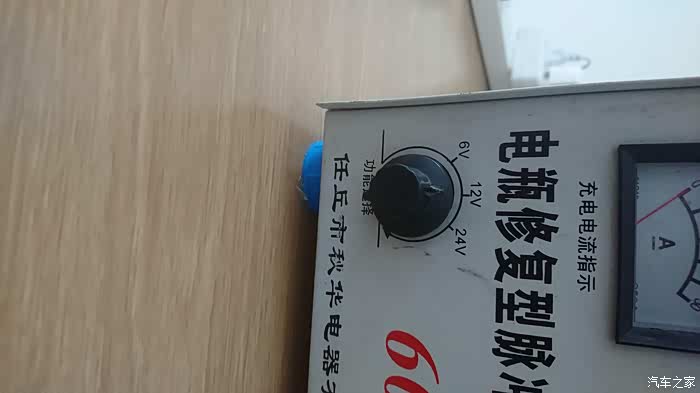 A
充电电流指示
电瓶修复型脉冲
6V
12V
24V
功能选择
任丘市秋华电器
汽车之家